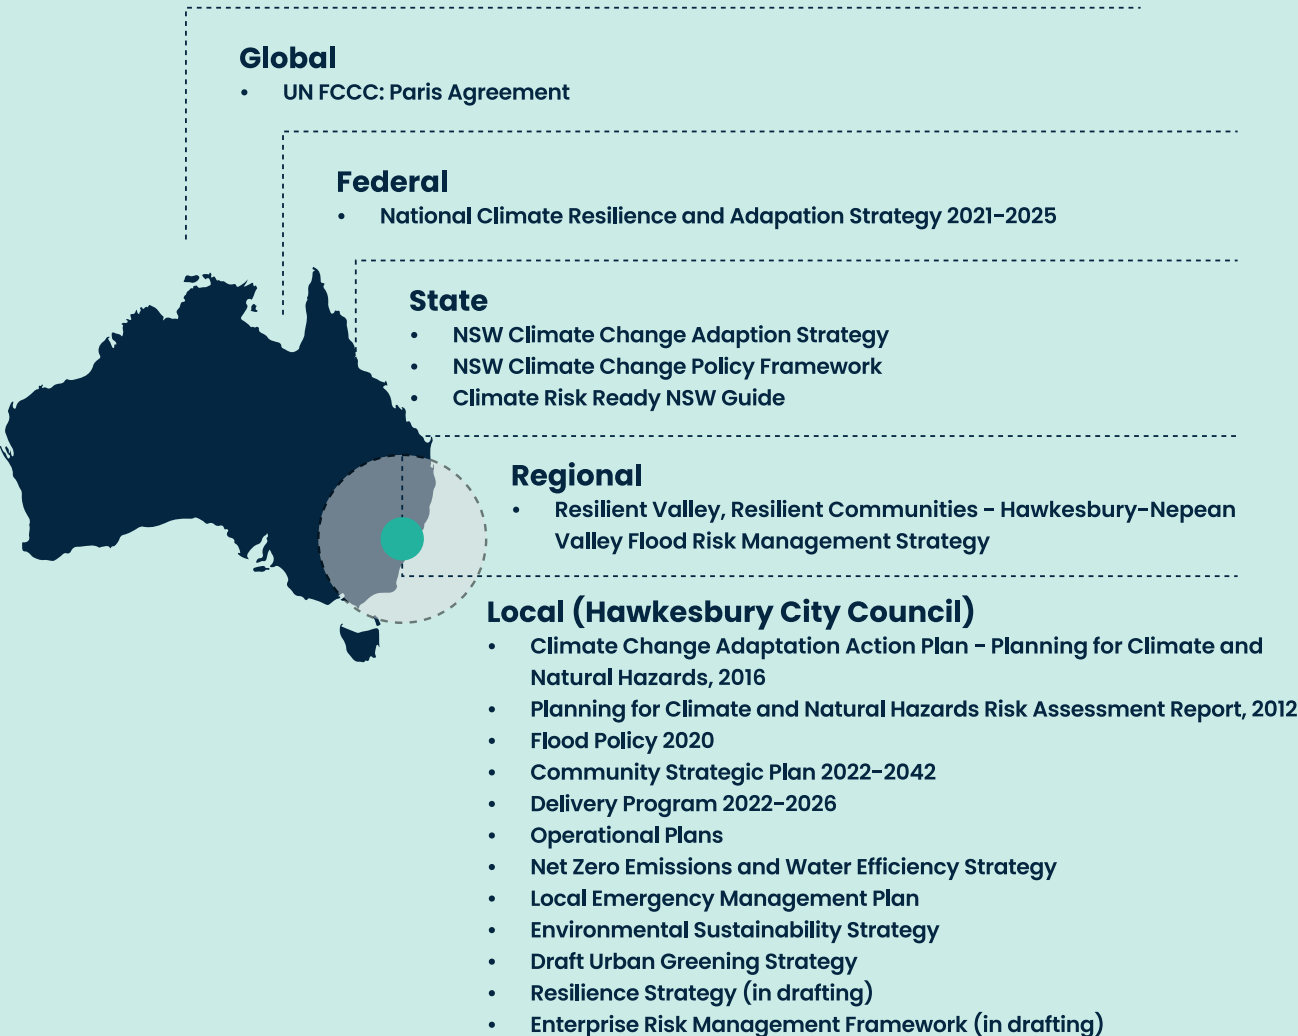 Global
• UN FCCC: Paris Agreement
Federal
• National Climate Resilience and Adapation Strategy 2021-2025
State
• NSW Climate Change Adaption Strategy
• NSW Climate Change Policy Framework
• Climate Risk Ready NSW Guide
Regional
• Resilient Valley, Resilient Communities - Hawkesbury-Nepean
Valley Flood Risk Management Strategy
Local (Hawkesbury City Council)
• Climate Change Adaptation Action Plan - Planning for Climate and
Natural Hazards, 2016
• Planning for Climate and Natural Hazards Risk Assessment Report, 2012
• Flood Policy 2020
• Community Strategic Plan 2022-2042
• Delivery Program 2022-2026
• Operational Plans
• Net Zero Emissions and Water Efficiency Strategy
• Local Emergency Management Plan
• Environmental Sustainability Strategy
• Draft Urban Greening Strategy
• Resilience Strategy (in drafting)
• Enterprise Risk Management Framework (in drafting)